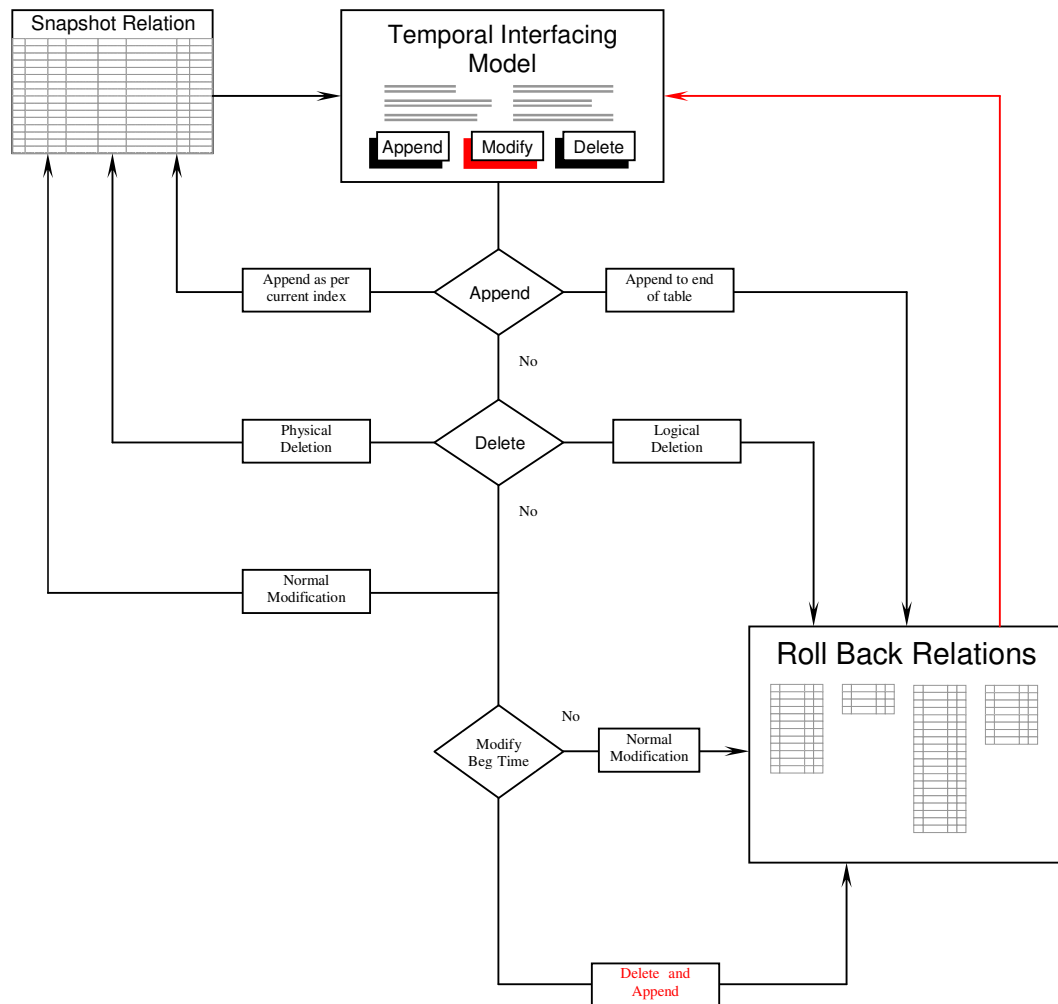 Snapshot Relation
Temporal Interfacing
Model
Append
Modify
Delete
Append as per
current index
Append
Append to end
of table
No
Physical
Deletion
Delete
Logical
Deletion
No
Normal
Modification
Roll Back Relations
No
Modify
Beg Time
Normal
Modification
Delete and
Append